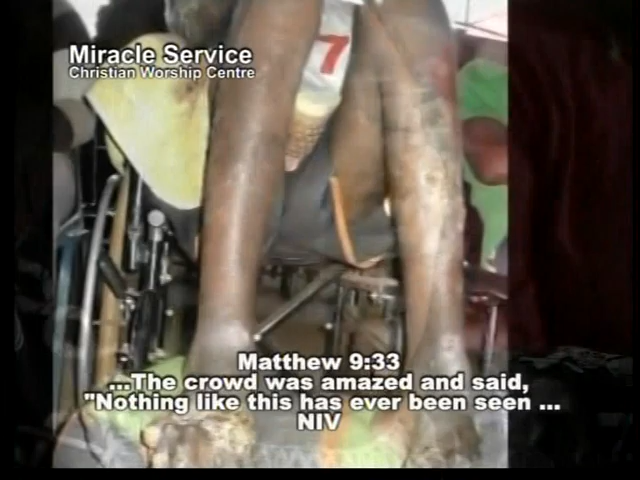 Miracle Service
Christian Worship Centre
7
Matthew 9:33
...The crowd was amazed and said,
"Nothing like this has ever been seen ...
NIV